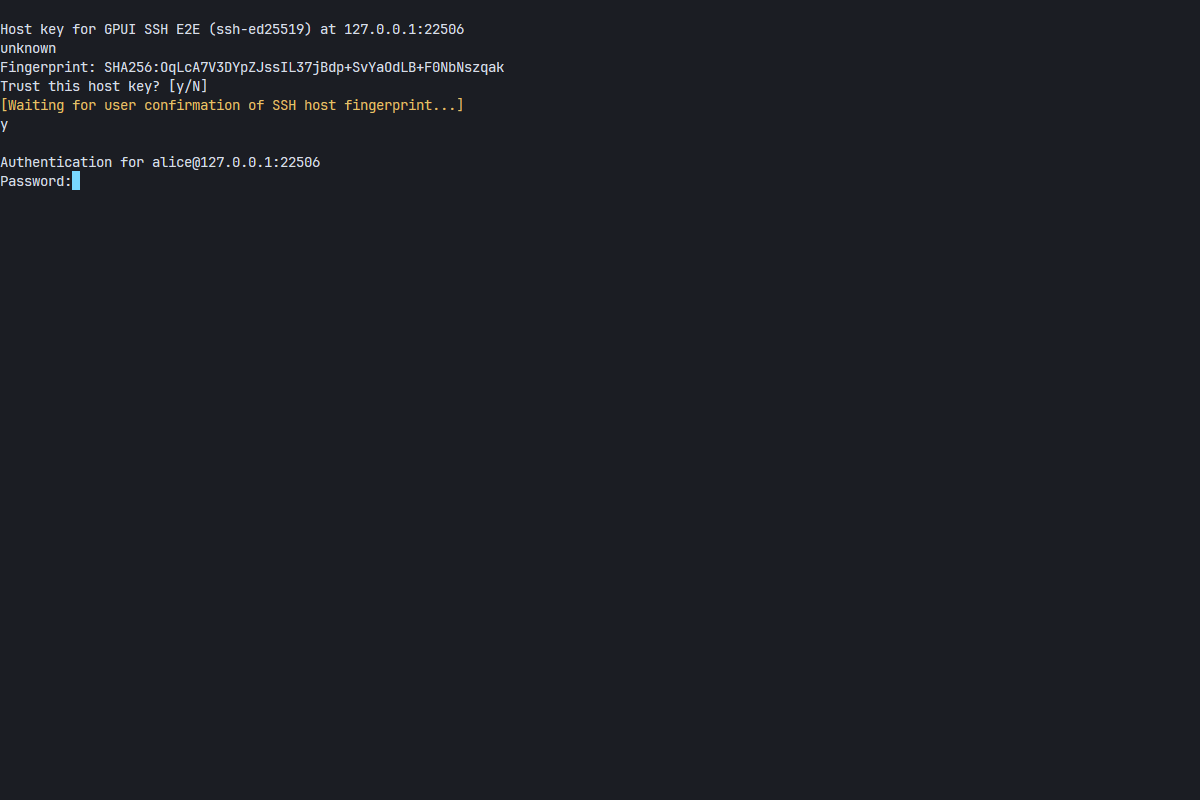 Host key for GPUI SSH E2E (ssh-ed25519) at 127.0.0.1:22506
unknown
Fingerprint: SHA256:OqLcA7V3DYpZJssIL37jBdp+SvYaOdLB+F0NbNszqak
Trust this host key? [y/N]
[Waiting for user confirmation of SSH host fingerprint...]
y
Authentication for alice@127.0.0.1:22506
Password: